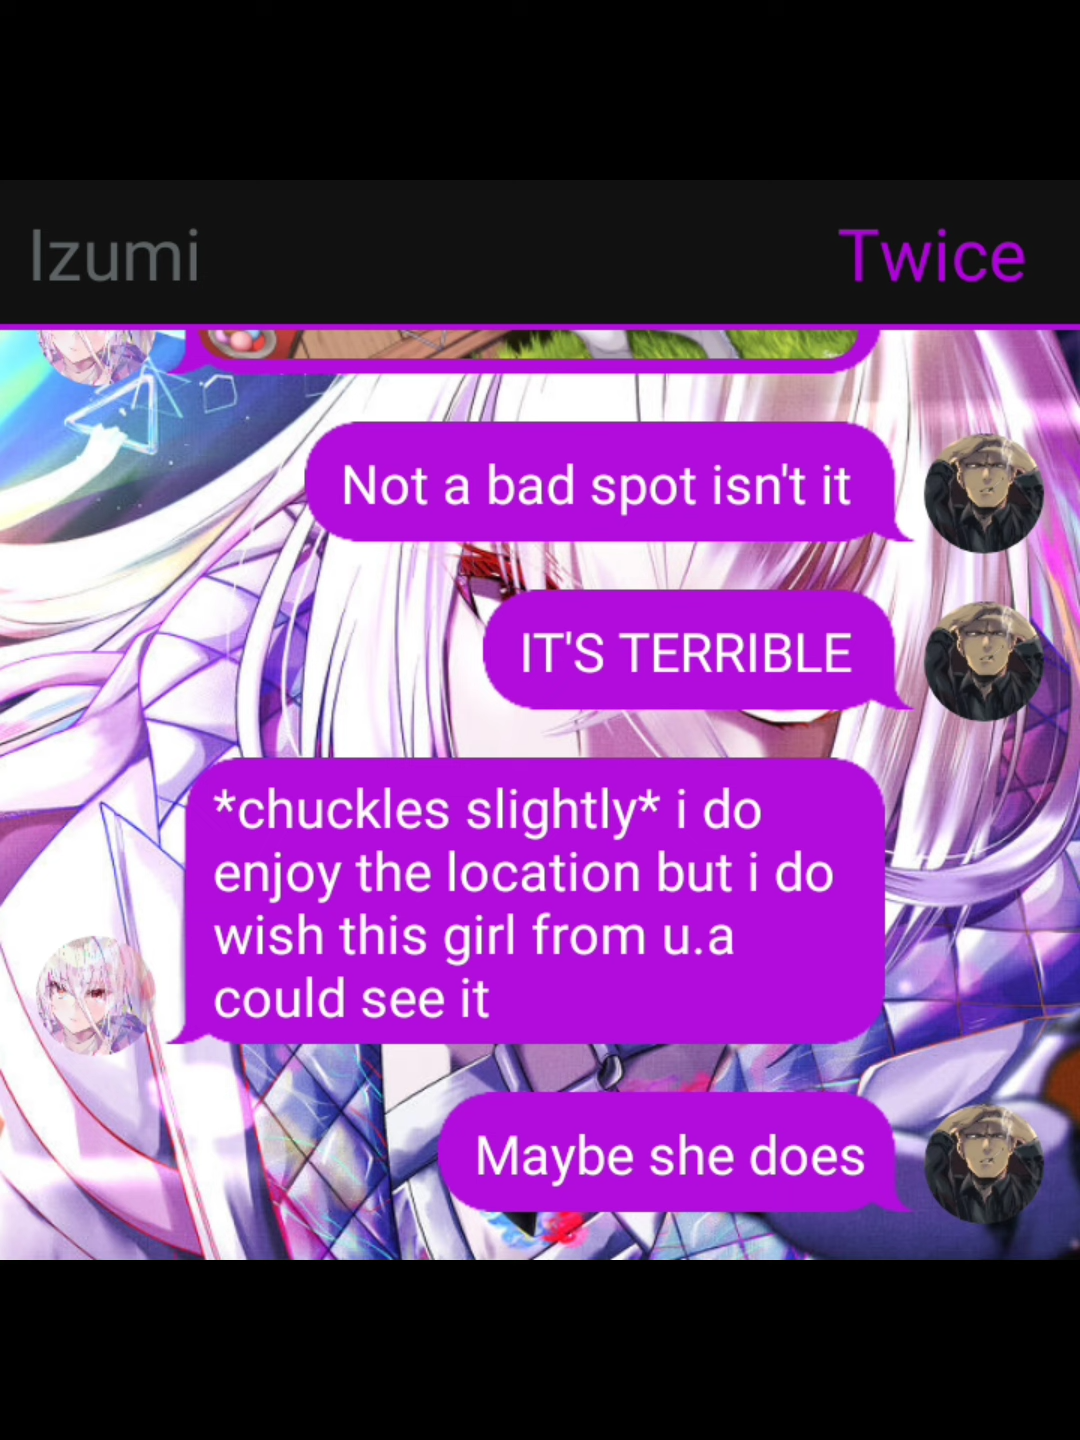 Izumi
Twice
Not a bad spot isn't it
IT'S TERRIBLE
*chuckles slightly* i do
enjoy the location but i do
wish this girl from u.a
could see it
Maybe she does